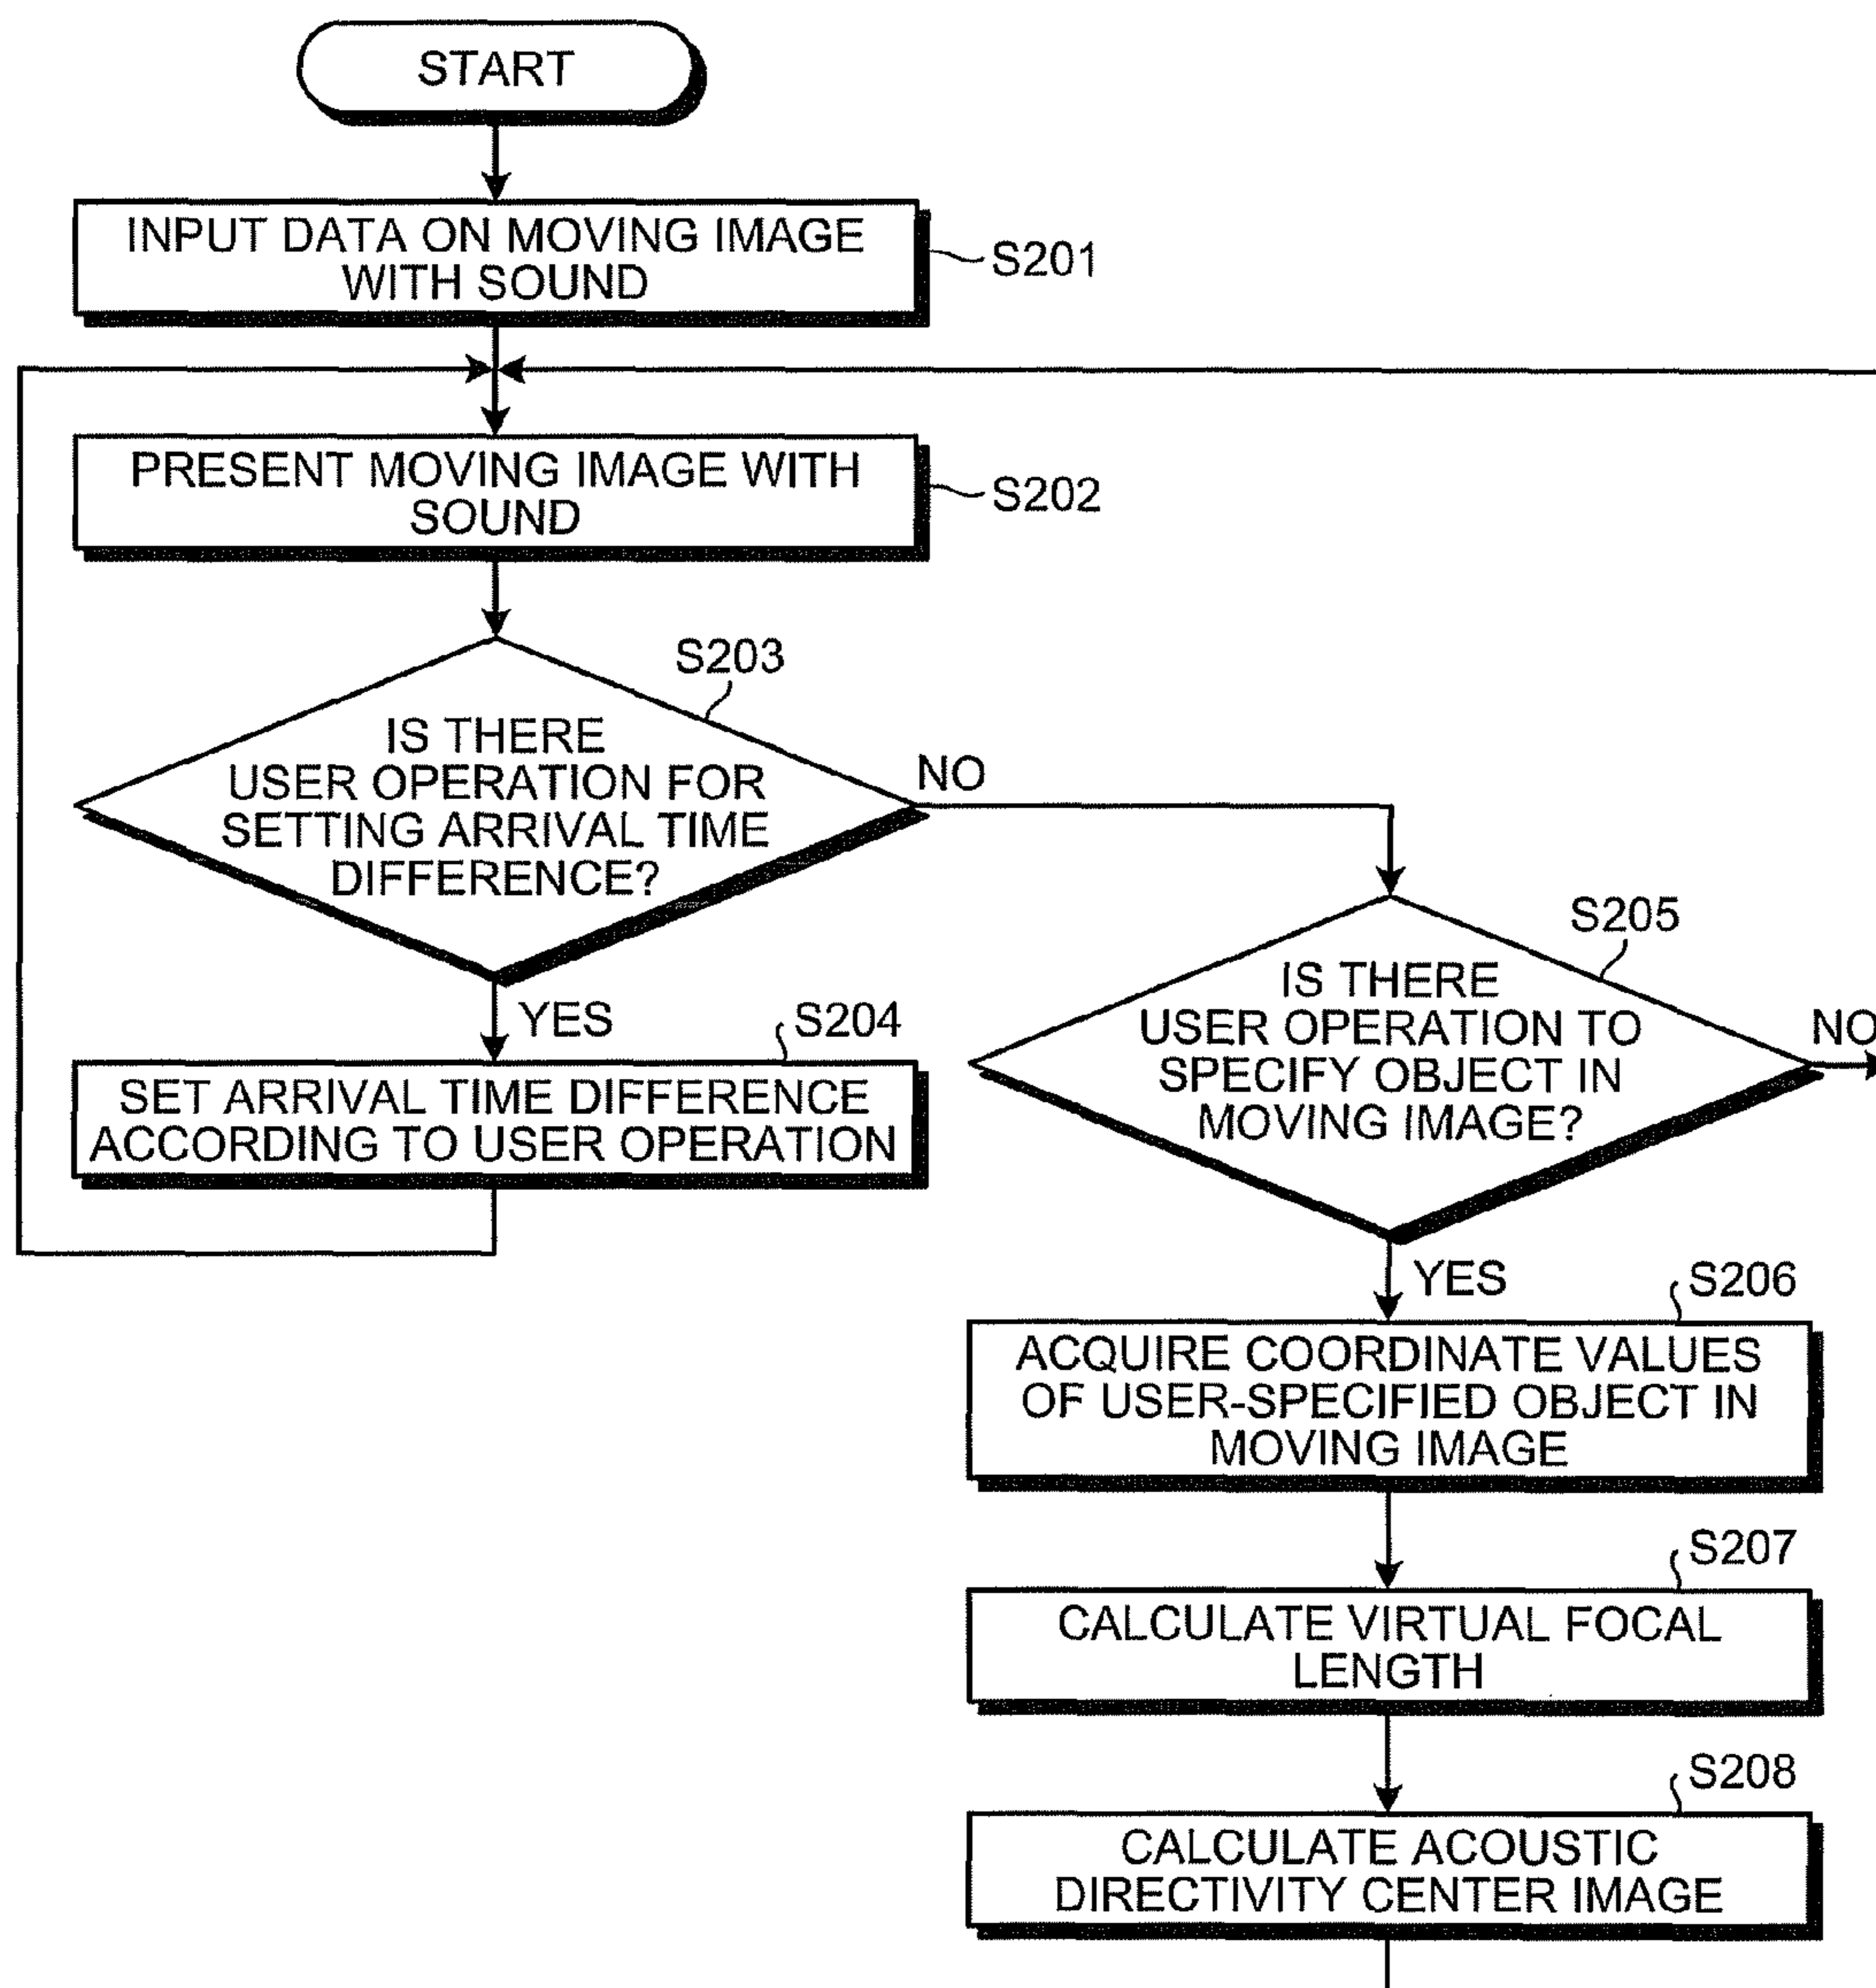 START
INPUT DATA ON MOVING IMAGE
WITH SOUND
S201
PRESENT MOVING IMAGE WITH
SOUND
S202
S203
IS THERE
USER OPERATION FOR
SETTING ARRIVAL TIME
DIFFERENCE?
NO
YES
S204
SET ARRIVAL TIME DIFFERENCE
ACCORDING TO USER OPERATION
S205
IS THERE
USER OPERATION TO
SPECIFY OBJECT IN
MOVING IMAGE?
NO
YES
S206
ACQUIRE COORDINATE VALUES
OF USER-SPECIFIED OBJECT IN
MOVING IMAGE
S207
CALCULATE VIRTUAL FOCAL
LENGTH
S208
CALCULATE ACOUSTIC
DIRECTIVITY CENTER IMAGE